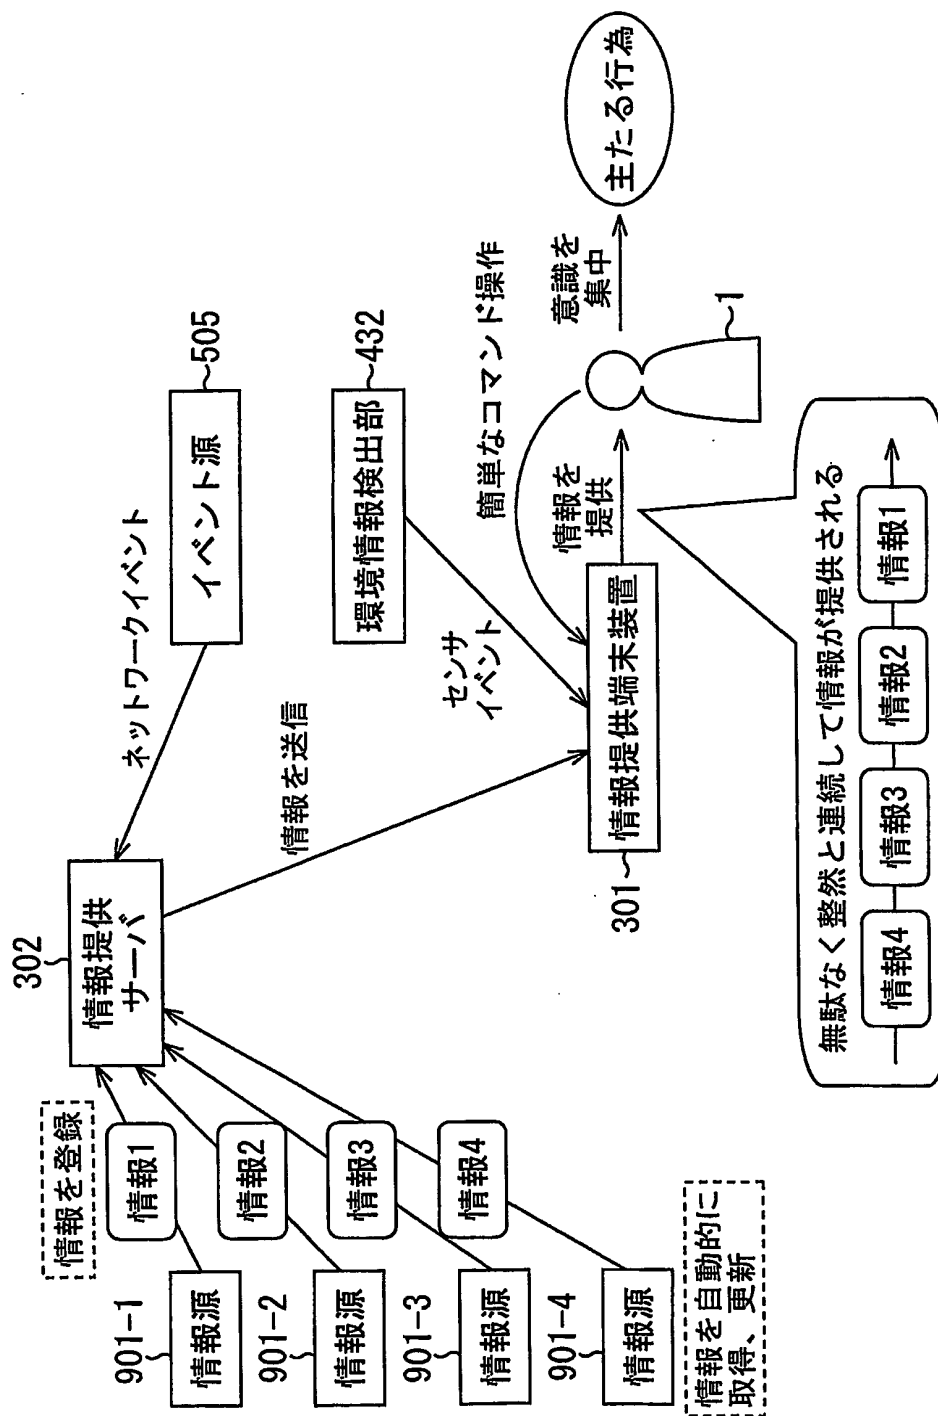 情報を登録
901-1
情報源
情報1
901-2
情報源
情報2
901-3
情報源
情報3
901-4
情報源
情報4
情報を自動的に
取得、更新
302
情報提供
サーバ
ネットワークイベント
イベント源
505
情報を送信
環境情報検出部
432
センサ
イベント
簡単なコマンド操作
301
情報提供端末装置
情報を
提供
1
意識を
集中
主たる行為
無駄なく整然と連続して情報が提供される
情報4
情報3
情報2
情報1